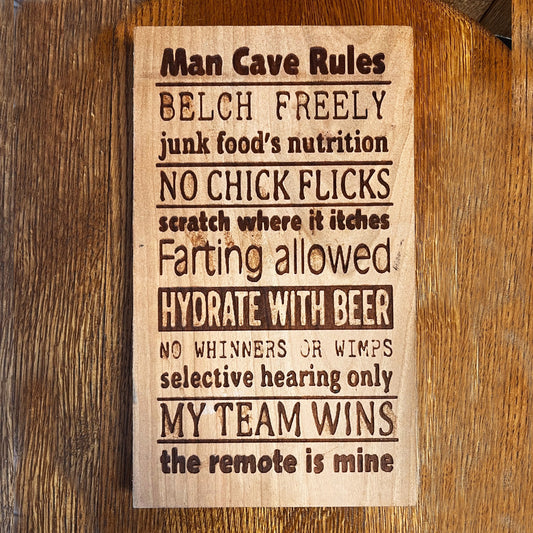 Man Cave Rules
BELCH FREELY
junk food's nutrition
NO CHICK FLICKS
scratch where it itches
Farting allowed
HYDRATE WITH BEER
NO WHINNERS OR WIMPS
selective hearing only
MY TEAM WINS
the remote is mine